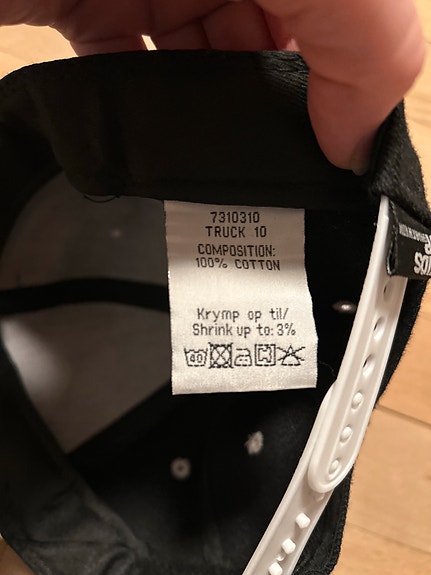 7310310
TRUCK 10
COMPOSITION:
100% COTTON
Krymp op til/
Shrink up to: 3%